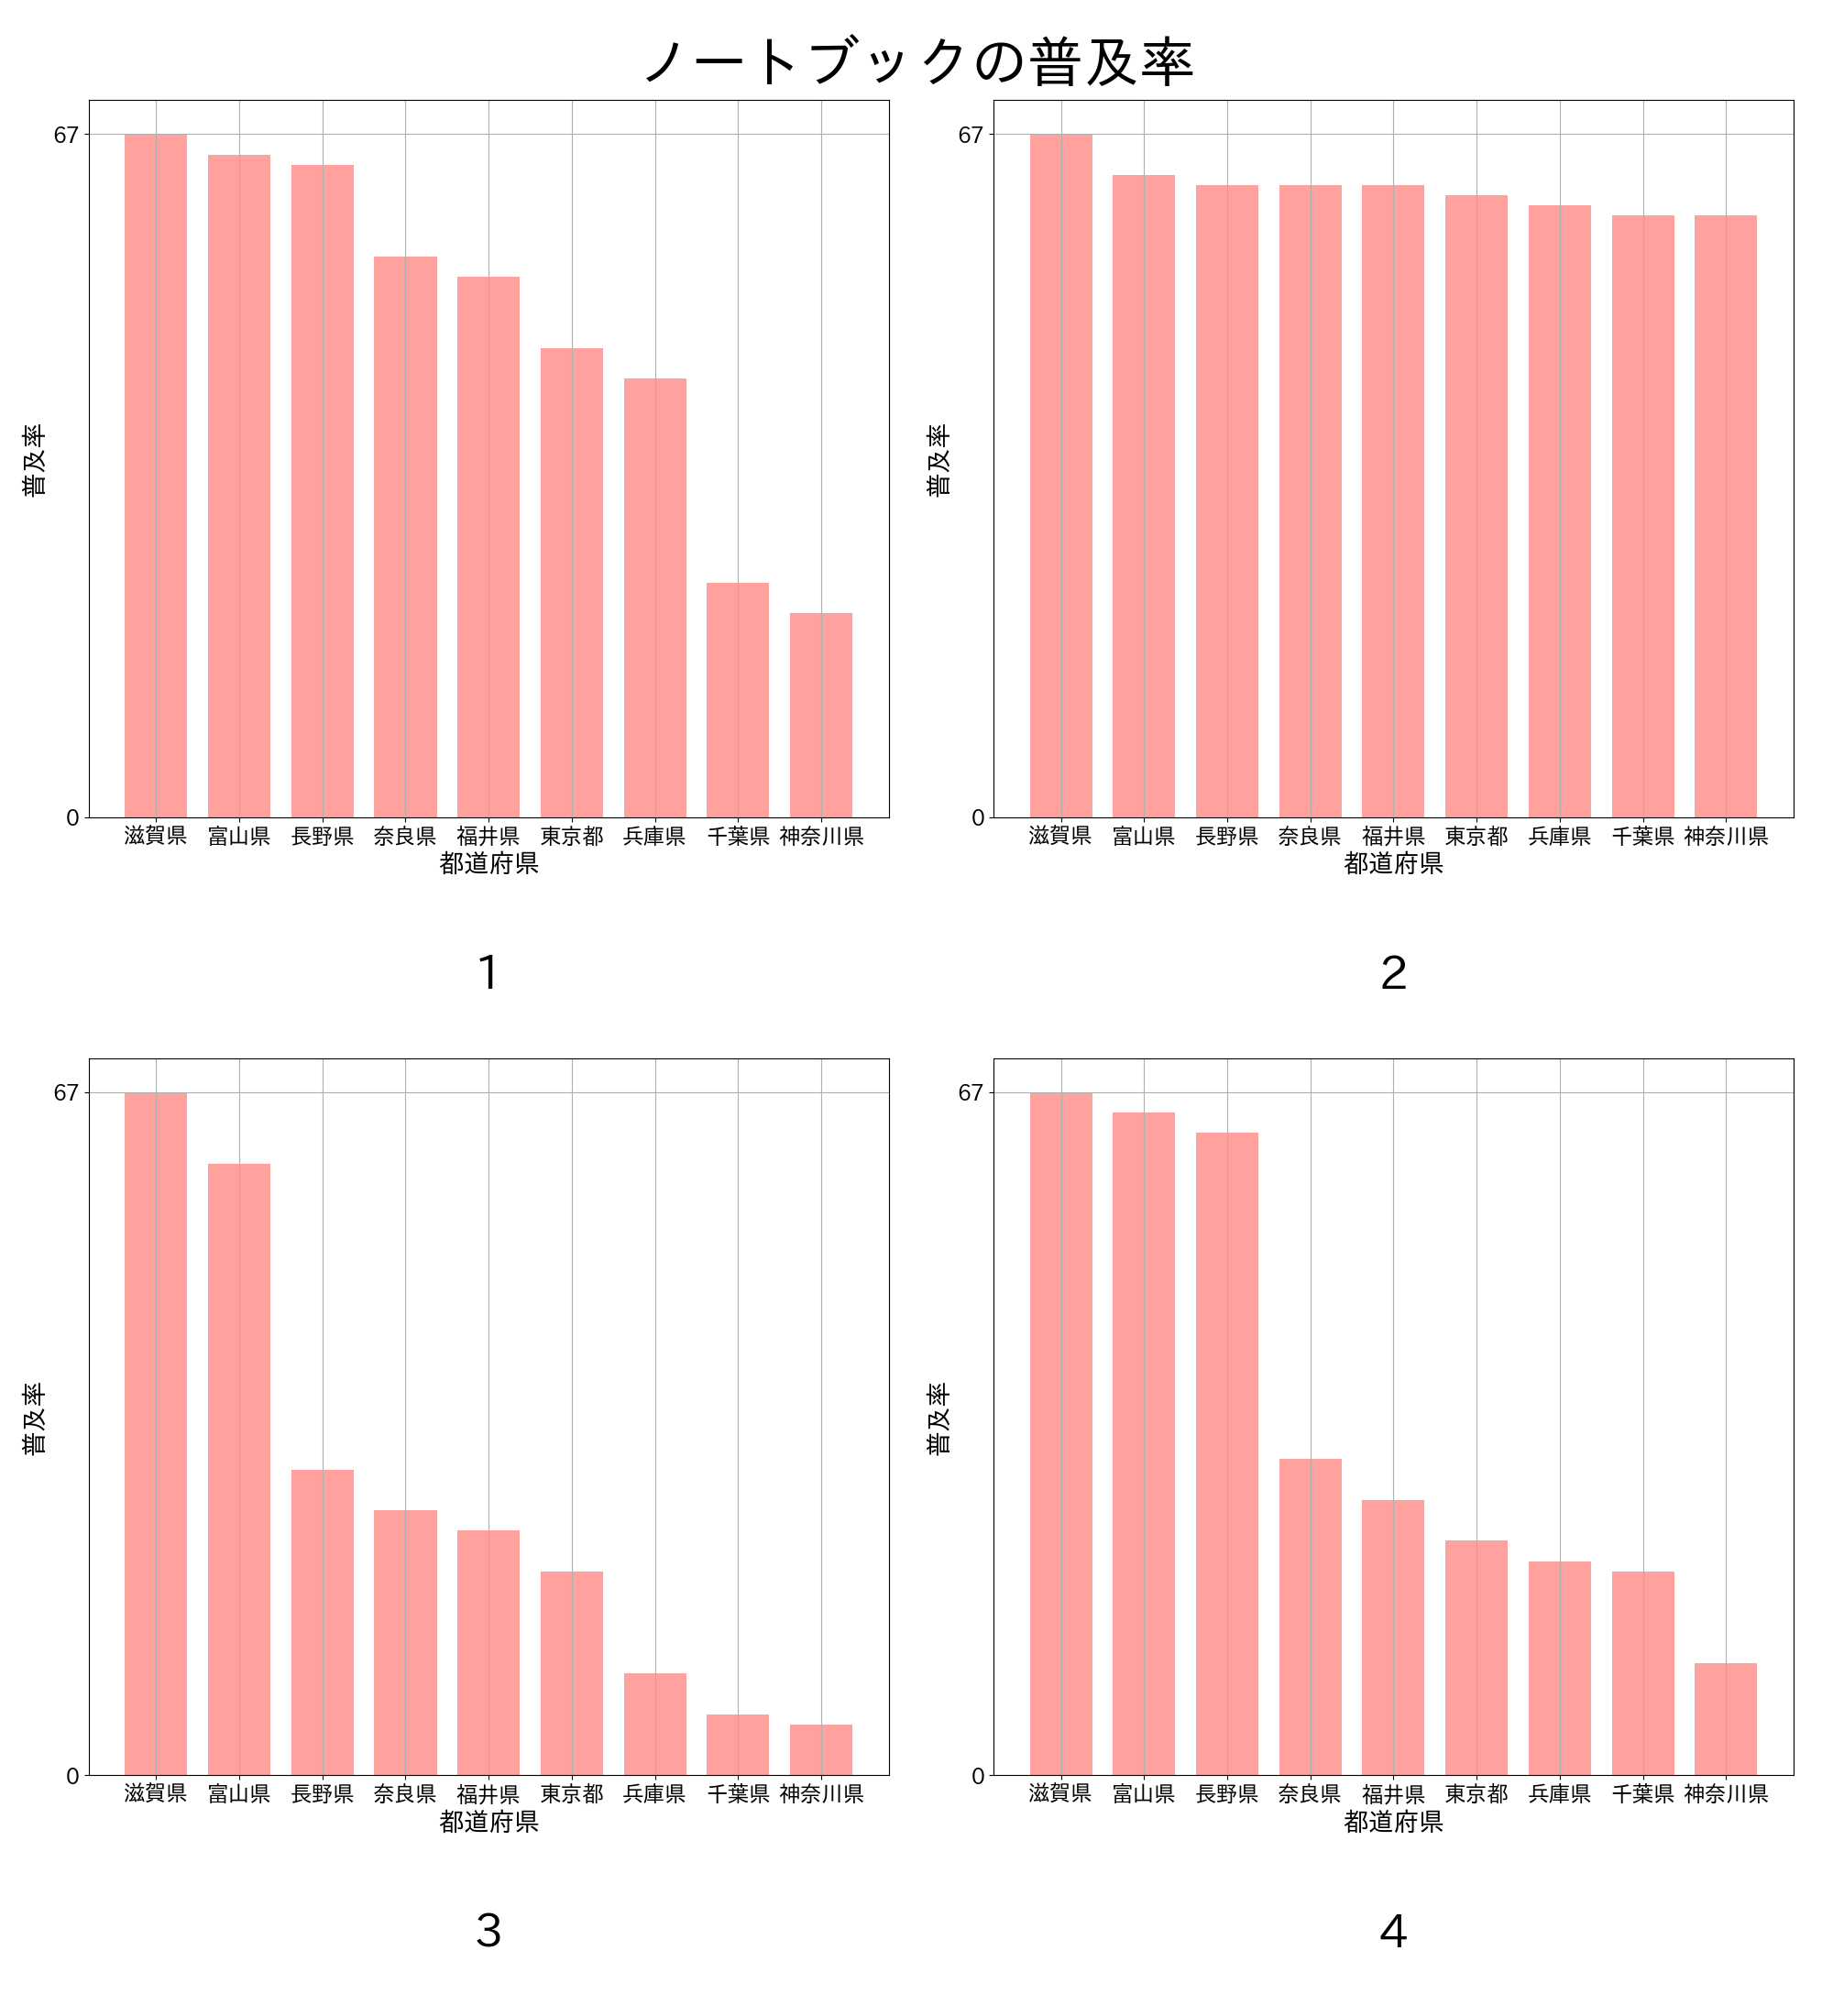 ノートブックの普及率
67
0
普及率
滋賀県 富山県 長野県 奈良県 福井県 東京都 兵庫県 千葉県 神奈川県
都道府県
1
67
0
普及率
滋賀県 富山県 長野県 奈良県 福井県 東京都 兵庫県 千葉県 神奈川県
都道府県
2
67
0
普及率
滋賀県 富山県 長野県 奈良県 福井県 東京都 兵庫県 千葉県 神奈川県
都道府県
3
67
0
普及率
滋賀県 富山県 長野県 奈良県 福井県 東京都 兵庫県 千葉県 神奈川県
都道府県
4